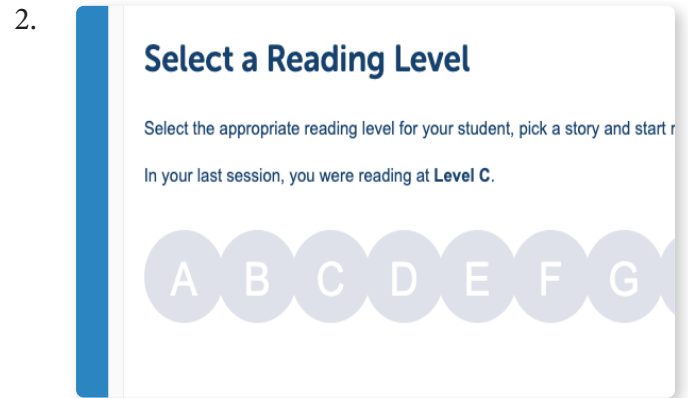 2.
Select a Reading Level
Select the appropriate reading level for your student, pick a story and start
In your last session, you were reading at Level C.
A B C D E F G